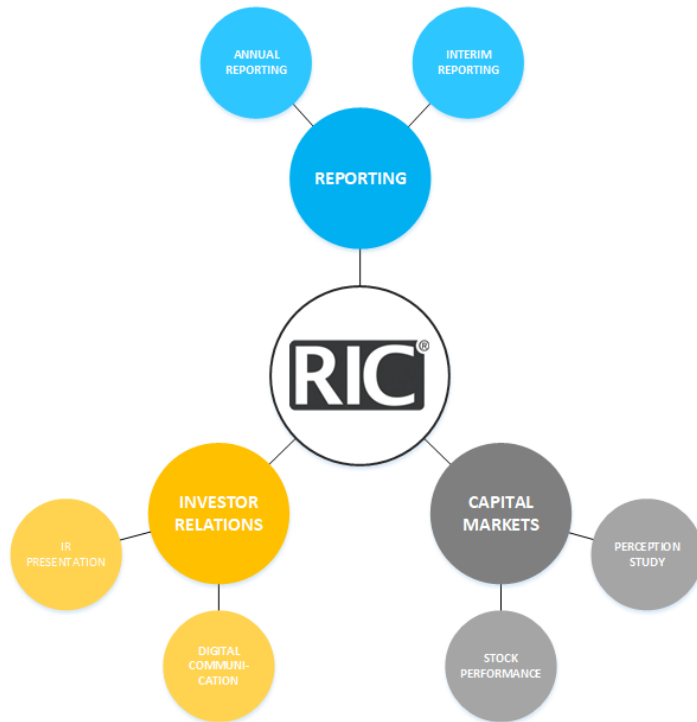 ANNUAL
REPORTING
INTERIM
REPORTING
REPORTING
RIC®
INVESTOR
RELATIONS
CAPITAL
MARKETS
IR
PRESENTATION
PERCEPTION
STUDY
DIGITAL
COMMUNI-
CATION
STOCK
PERFORMANCE